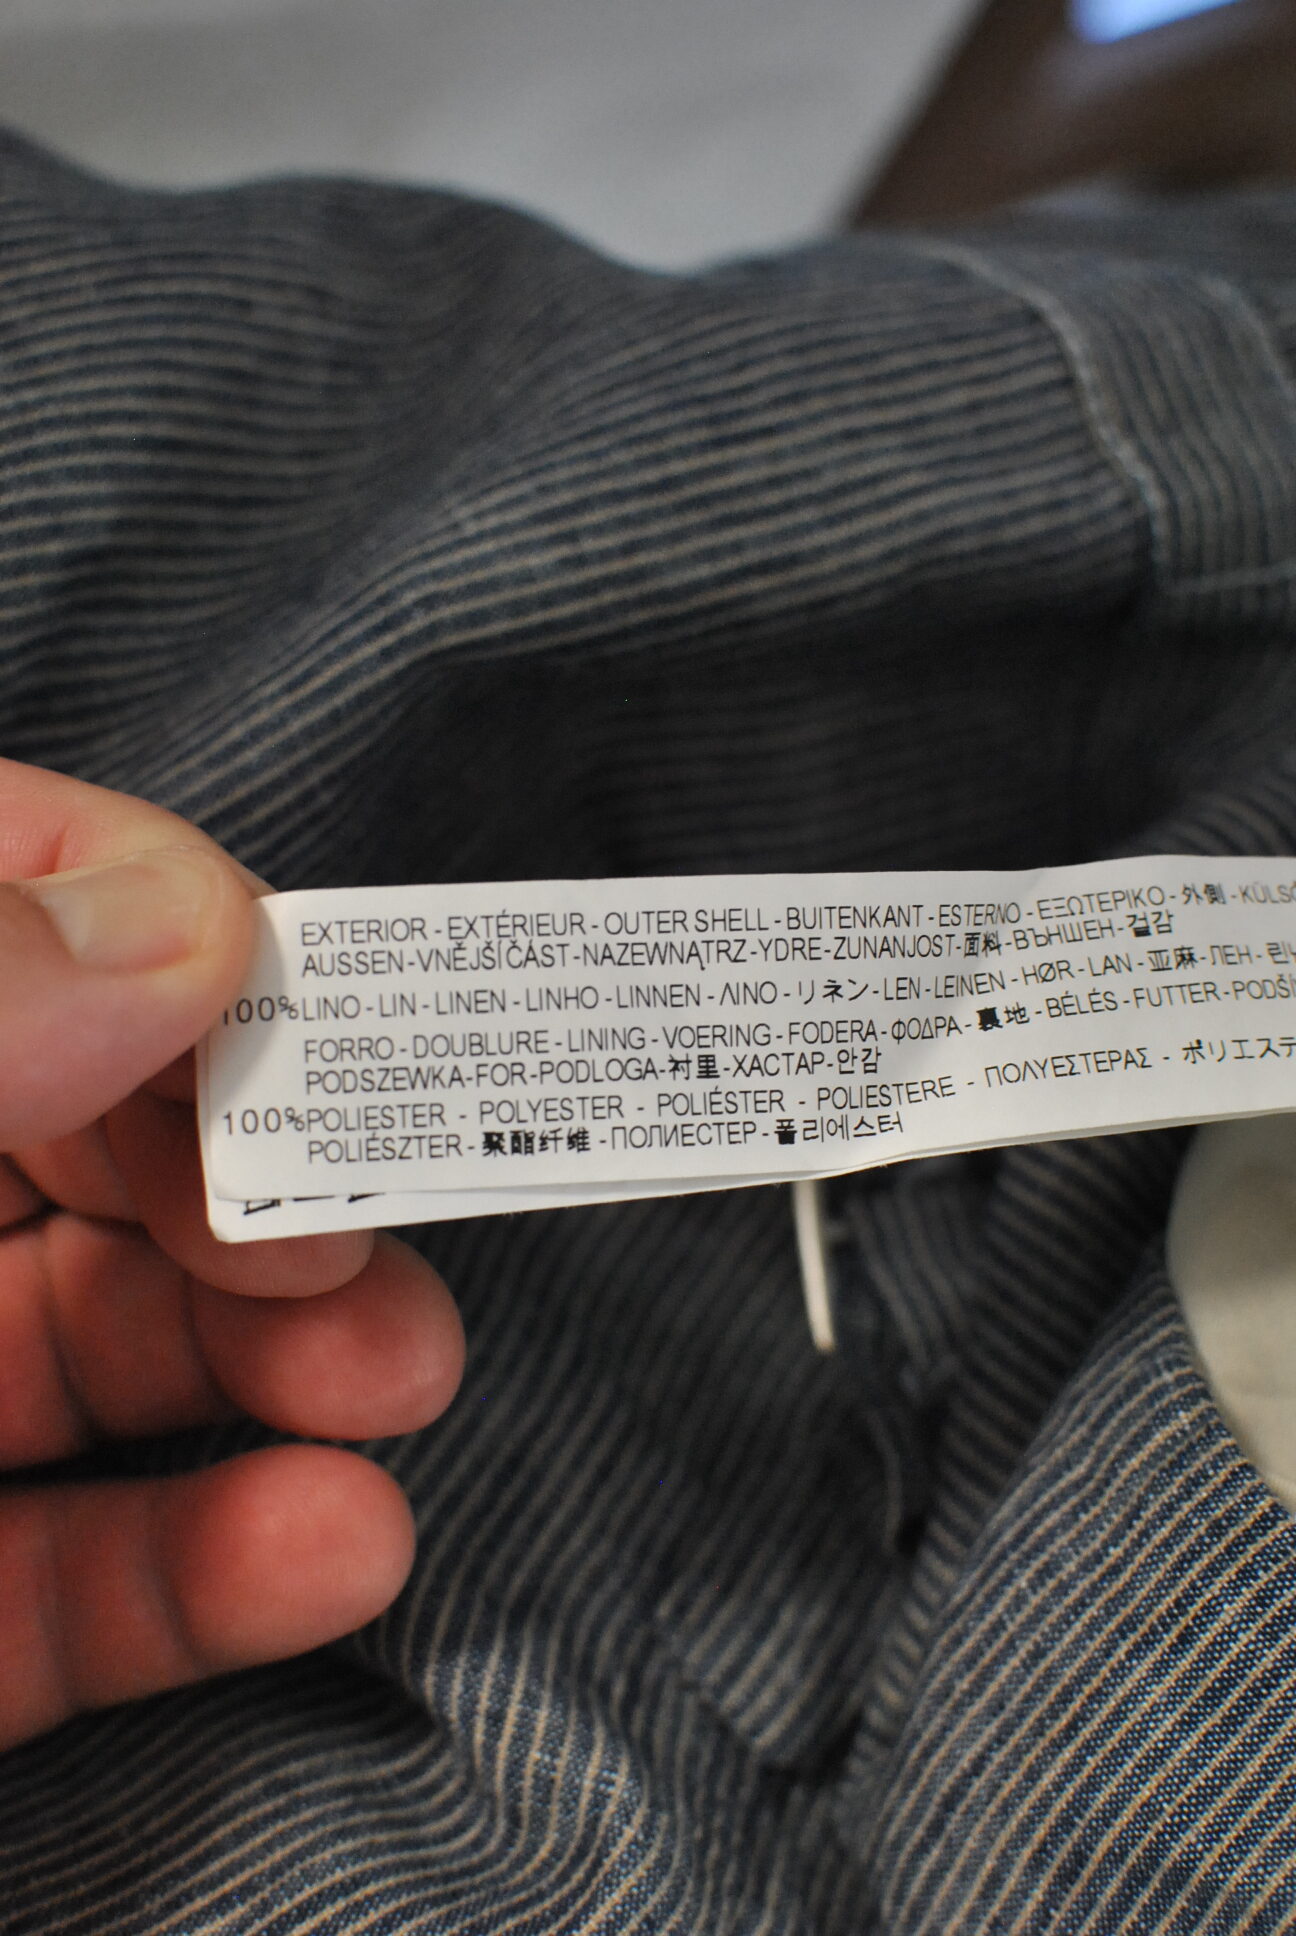 EXTERIOR - EXTÉRIEUR - OUTER SHELL - BUITENKANT - ESTERNO - ΕΞΩΤΕΡΙΚΟ - 外側 -
AUSSEN-VNĚJŠÍ ČÁST-NAZEWNĄTRZ-YDRE-ZUNANJOST-面料-ВЪНШЕН-겉감
100% LINO - LIN - LINEN - LINHO - LINNEN - ΛΙΝΟ - リネン - LEN - LEINEN - HØR - LAN - 亚麻 - ЛЕН -
FORRO - DOUBLURE - LINING - VOERING - FODERA - ΦΟΔΡΑ - 裏地 - BÉLÉS - FUTTER -
PODSZEWKA-FOR-PODLOGA-衬里-ХАСТАР-안감
100% POLIESTER - POLYESTER - POLIÉSTER - POLIESTERE - ΠΟΛΥΕΣΤΕΡΑΣ -
POLIÉSZTER - 聚酯纤维 - ПОЛИЕСТЕР - 폴리에스터